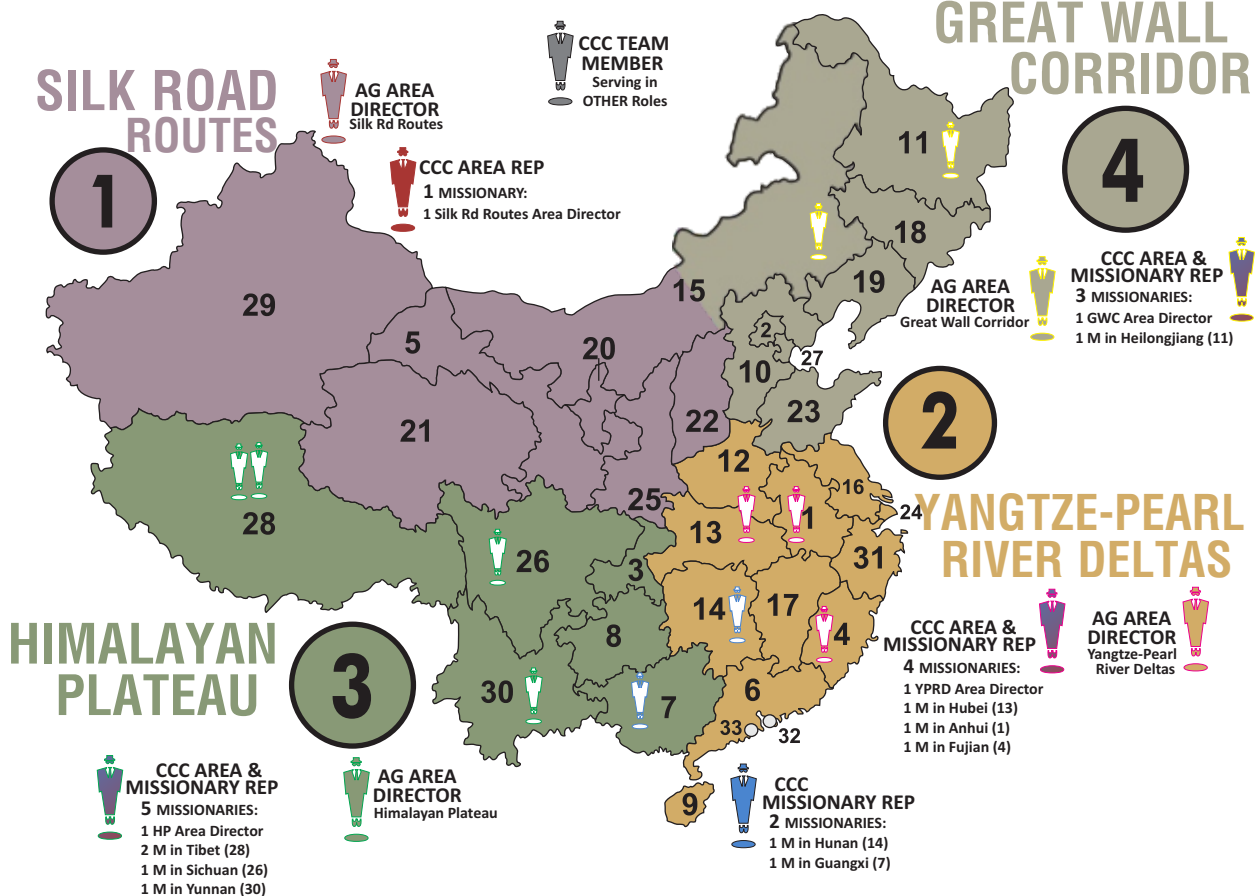 SILK ROAD
ROUTES
1
AG AREA
DIRECTOR
Silk Rd Routes
CCC AREA REP
1 MISSIONARY:
1 Silk Rd Routes Area Director
CCC TEAM
MEMBER
Serving in
OTHER Roles
GREAT WALL
CORRIDOR
4
AG AREA
DIRECTOR
Great Wall Corridor
CCC AREA &
MISSIONARY REP
3 MISSIONARIES:
1 GWC Area Director
1 M in Heilongjiang (11)
11
18
19
15
29
5
20
2
27
10
23
22
21
2
12
16
28
25
24
13
1
31
26
3
14
17
4
8
30
7
6
33
32
9
YANGTZE-PEARL
RIVER DELTAS
CCC AREA &
MISSIONARY REP
4 MISSIONARIES:
1 YPRD Area Director
1 M in Hubei (13)
1 M in Anhui (1)
1 M in Fujian (4)
AG AREA
DIRECTOR
Yangtze-Pearl
River Deltas
HIMALAYAN
PLATEAU
3
CCC AREA &
MISSIONARY REP
5 MISSIONARIES:
1 HP Area Director
2 M in Tibet (28)
1 M in Sichuan (26)
1 M in Yunnan (30)
AG AREA
DIRECTOR
Himalayan Plateau
CCC
MISSIONARY REP
2 MISSIONARIES:
1 M in Hunan (14)
1 M in Guangxi (7)